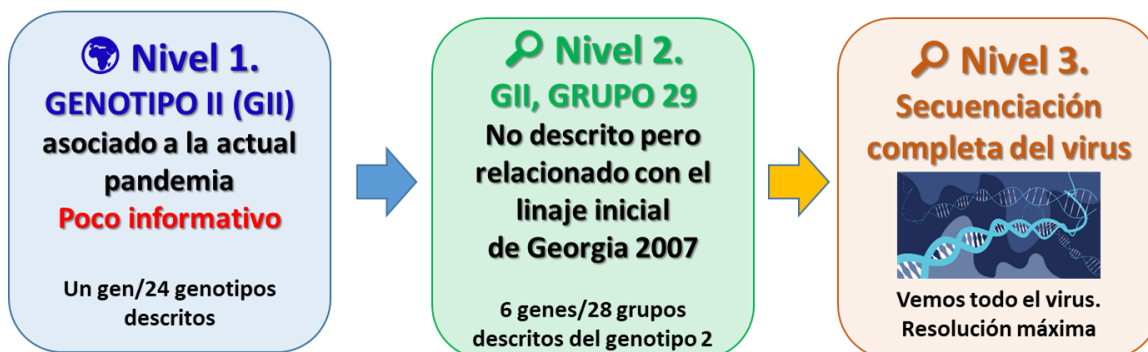 Nivel 1.
GENOTIPO II (GII)
asociado a la actual
pandemia
Poco informativo
Un gen/24 genotipos
descritos
Nivel 2.
GII, GRUPO 29
No descrito pero
relacionado con el
linaje inicial
de Georgia 2007
6 genes/28 grupos
descritos del genotipo 2
Nivel 3.
Secuenciación
completa del virus
Vemos todo el virus.
Resolución máxima